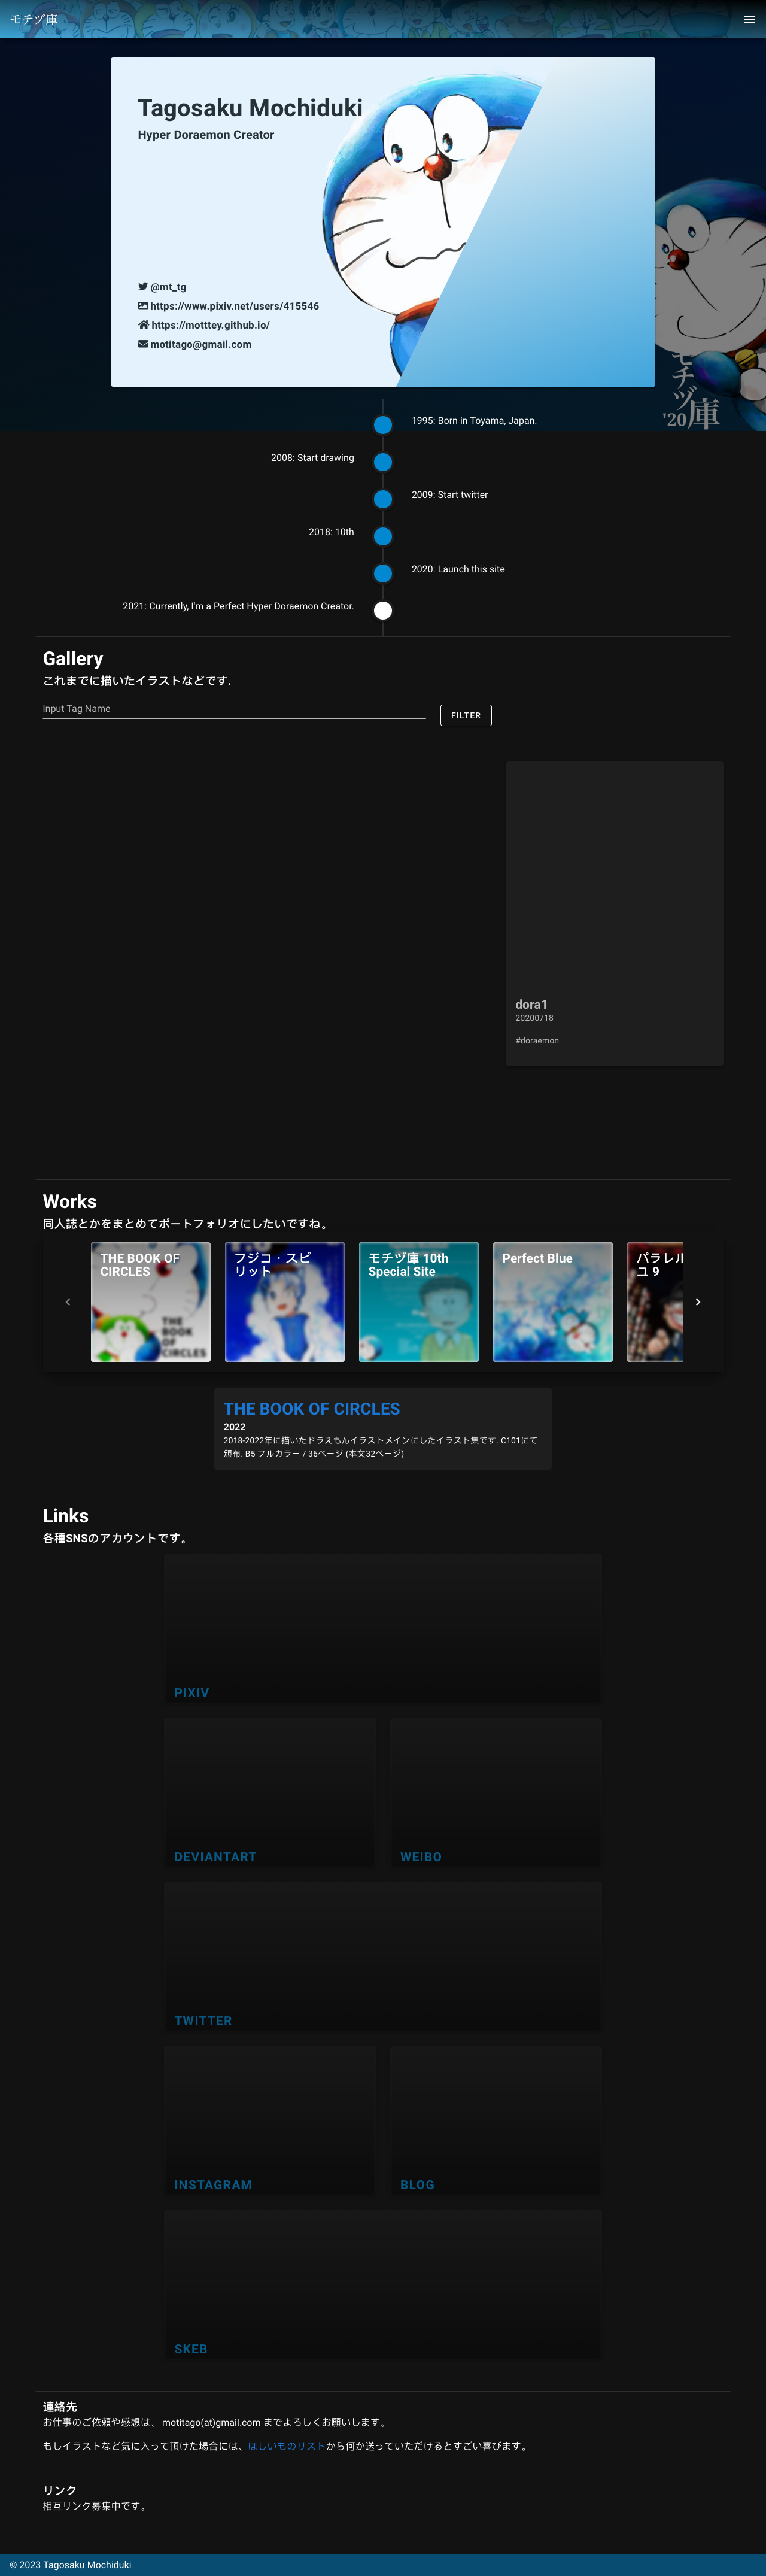 モチヅ庫
Tagosaku Mochiduki
Hyper Doraemon Creator
@mt_tg
https://www.pixiv.net/users/415546
https://motttey.github.io/
motitago@gmail.com
モチヅ庫
'20
1995: Born in Toyama, Japan.
2008: Start drawing
2009: Start twitter
2018: 10th
2020: Launch this site
2021: Currently, I'm a Perfect Hyper Doraemon Creator.
Gallery
これまでに描いたイラストなどです.
Input Tag Name
FILTER
dora1
20200718
#doraemon
Works
同人誌とかをまとめてポートフォリオにしたいですね。
THE BOOK OF
CIRCLES
THE
BOOK
OF
CIRCLES
フジコ・スピ
リット
モチヅ庫 10th
Special Site
Perfect Blue
パラレル
ユ 9
THE BOOK OF CIRCLES
2022
2018-2022年に描いたドラえもんイラストメインにしたイラスト集です. C101にて
頒布. B5 フルカラー / 36ページ (本文32ページ)
Links
各種SNSのアカウントです。
PIXIV
DEVIANTART
WEIBO
TWITTER
INSTAGRAM
BLOG
SKEB
連絡先
お仕事のご依頼や感想は、 motitago(at)gmail.com までよろしくお願いします。
もしイラストなど気に入って頂けた場合には、ほしいものリストから何か送っていただけるとすごい喜びます。
リンク
相互リンク募集中です。
© 2023 Tagosaku Mochiduki